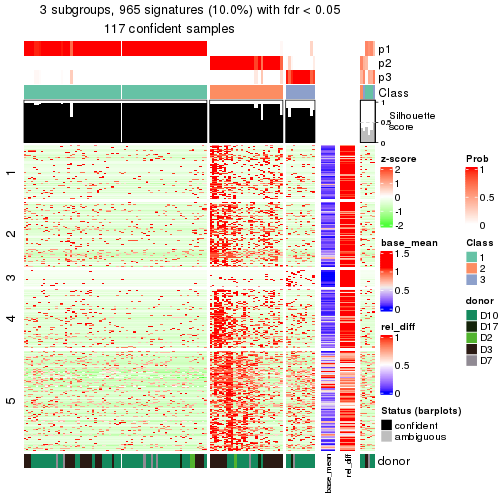 3 subgroups, 965 signatures (10.0%) with fdr < 0.05
117 confident samples
p1
p2
p3
Class
1
0.5
0
Silhouette
score
1
2
3
4
5
donor
base_mean
rel_diff
z-score
2
1
0
-1
-2
base_mean
1.5
1
0.5
0
rel_diff
1
0.5
0
Status (barplots)
confident
ambiguous
Prob
1
0.5
0
Class
1
2
3
donor
D10
D17
D2
D3
D7